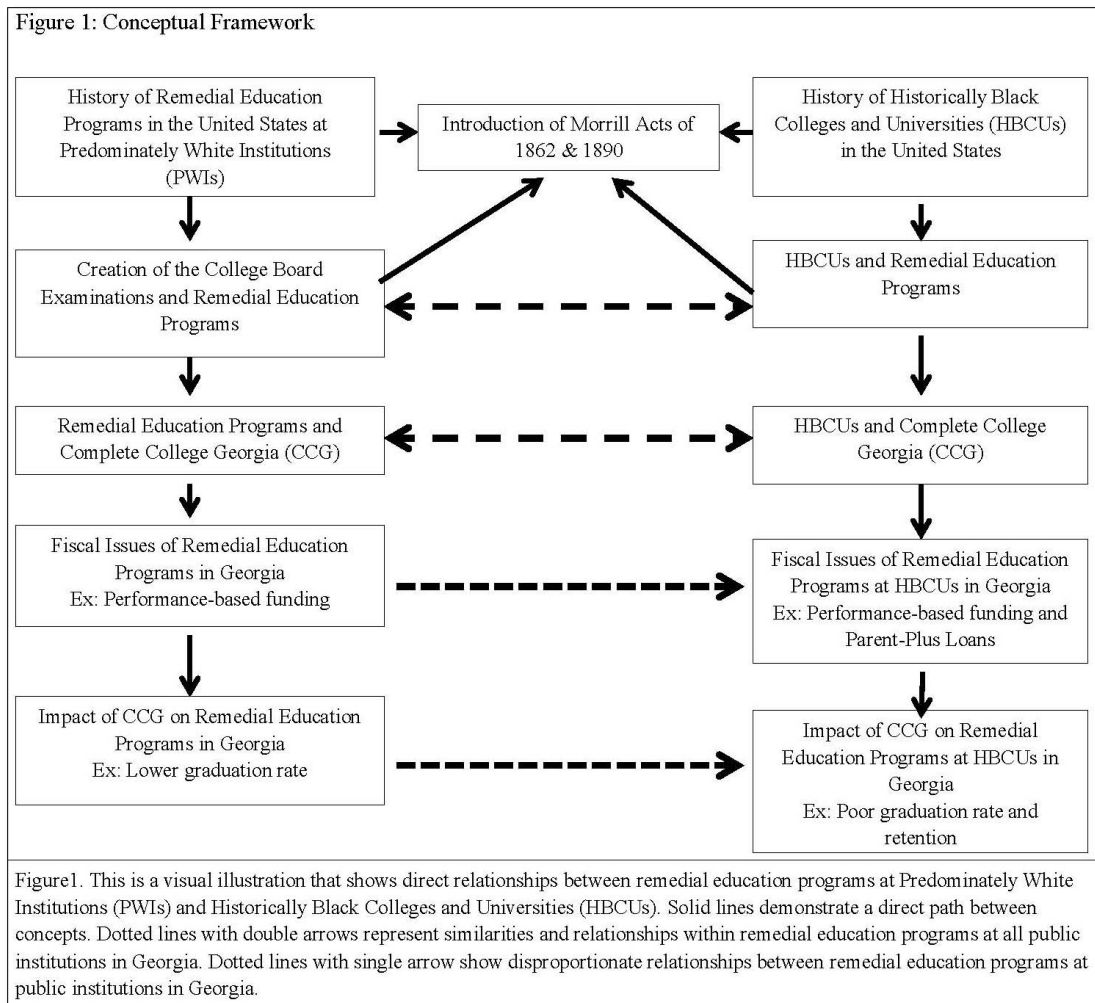 Figure 1: Conceptual Framework
History of Remedial Education
Programs in the United States at
Predominately White Institutions
(PWIs)
Introduction of Morrill Acts of
1862 & 1890
History of Historically Black
Colleges and Universities (HBCUs)
in the United States
Creation of the College Board
Examinations and Remedial Education
Programs
HBCUs and Remedial Education
Programs
Remedial Education Programs and
Complete College Georgia (CCG)
HBCUs and Complete College
Georgia (CCG)
Fiscal Issues of Remedial Education
Programs in Georgia
Ex: Performance-based funding
Fiscal Issues of Remedial Education
Programs at HBCUs in Georgia
Ex: Performance-based funding and
Parent-Plus Loans
Impact of CCG on Remedial Education
Programs in Georgia
Ex: Lower graduation rate
Impact of CCG on Remedial
Education Programs at HBCUs in
Georgia
Ex: Poor graduation rate and
retention
Figure1. This is a visual illustration that shows direct relationships between remedial education programs at Predominately White
Institutions (PWIs) and Historically Black Colleges and Universities (HBCUs). Solid lines demonstrate a direct path between
concepts. Dotted lines with double arrows represent similarities and relationships within remedial education programs at all public
institutions in Georgia. Dotted lines with single arrow show disproportionate relationships between remedial education programs at
public institutions in Georgia.